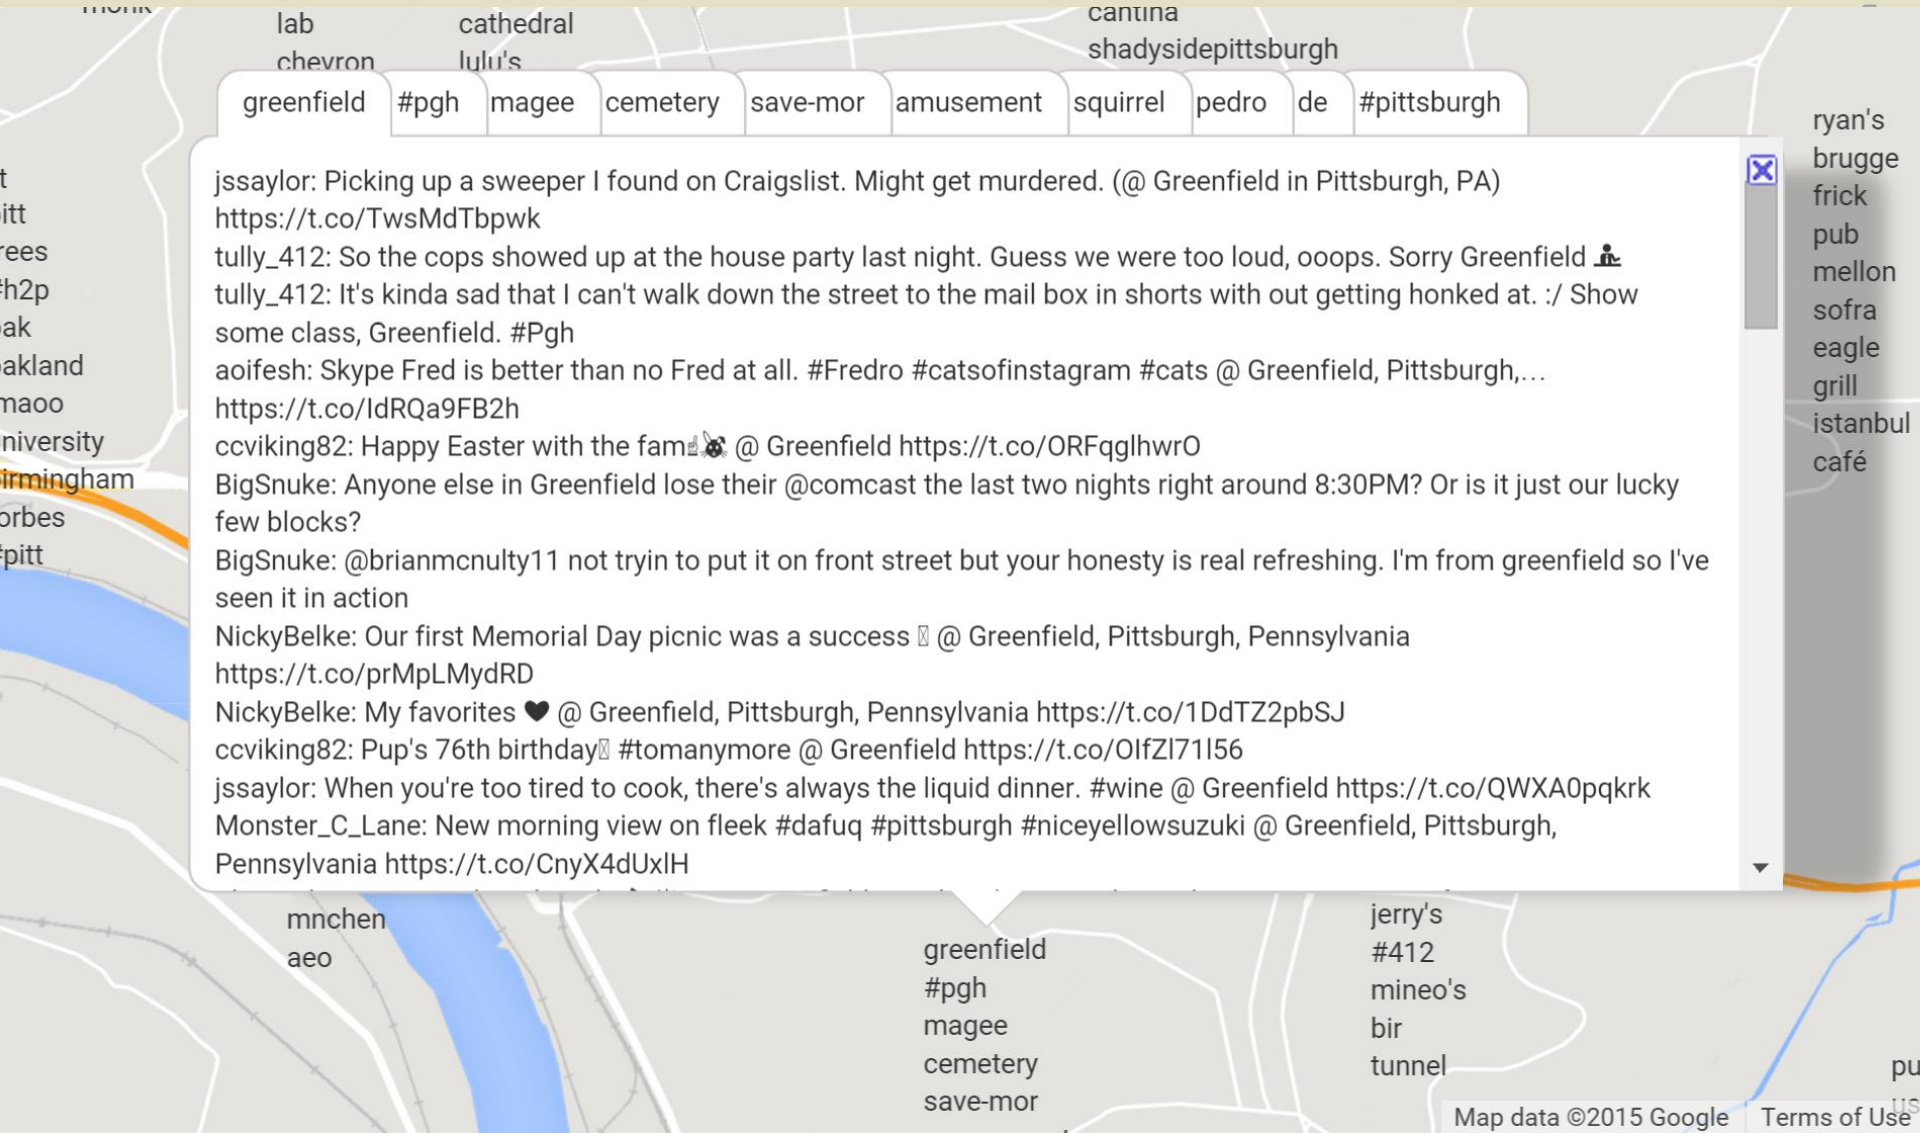 lab
chevron
cathedral
lulu's
cantina
shadysidepittsburgh
greenfield #pgh magee cemetery save-mor amusement squirrel pedro de #pittsburgh
jssaylor: Picking up a sweeper I found on Craigslist. Might get murdered. (@ Greenfield in Pittsburgh, PA)
https://t.co/TwsMdTbpwk
tully_412: So the cops showed up at the house party last night. Guess we were too loud, ooops. Sorry Greenfield
tully_412: It's kinda sad that I can't walk down the street to the mail box in shorts with out getting honked at. :/ Show
some class, Greenfield. #Pgh
aoifesh: Skype Fred is better than no Fred at all. #Fredro #catsofinstagram #cats @ Greenfield, Pittsburgh,…
https://t.co/IdRQa9FB2h
ccviking82: Happy Easter with the fam☝🐰 @ Greenfield https://t.co/ORFqglhwrO
BigSnuke: Anyone else in Greenfield lose their @comcast the last two nights right around 8:30PM? Or is it just our lucky
few blocks?
BigSnuke: @brianmcnulty11 not tryin to put it on front street but your honesty is real refreshing. I'm from greenfield so I've
seen it in action
NickyBelke: Our first Memorial Day picnic was a success @ Greenfield, Pittsburgh, Pennsylvania
https://t.co/prMpLMydRD
NickyBelke: My favorites ♥ @ Greenfield, Pittsburgh, Pennsylvania https://t.co/1DdTZ2pbSJ
ccviking82: Pup's 76th birthday #tomanymore @ Greenfield https://t.co/OIfZl71l56
jssaylor: When you're too tired to cook, there's always the liquid dinner. #wine @ Greenfield https://t.co/QWXA0pqkrk
Monster_C_Lane: New morning view on fleek #dafuq #pittsburgh #niceyellowsuzuki @ Greenfield, Pittsburgh,
Pennsylvania https://t.co/CnyX4dUxlH
ryan's
brugge
frick
pub
mellon
sofra
eagle
grill
istanbul
café
t
itt
rees
#h2p
ak
akland
maoo
niversity
irmingham
orbes
#pitt
mnchen
aeo
greenfield
#pgh
magee
cemetery
save-mor
jerry's
#412
mineo's
bir
tunnel
pu
us
Map data ©2015 Google Terms of Use